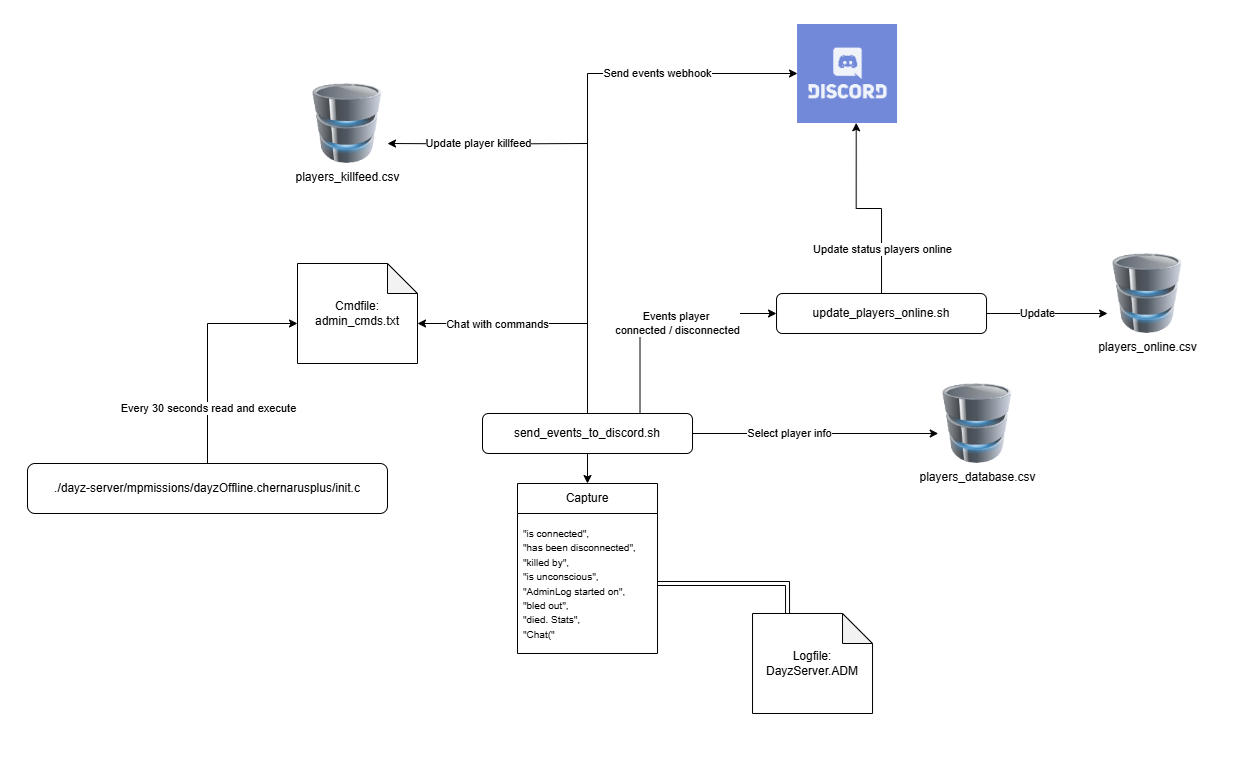 Send events webhook
DISCORD
Update player killfeed
players_killfeed.csv
Update status players online
Cmdfile:
admin_cmds.txt
Chat with commands
Events player
connected / disconnected
update_players_online.sh
Update
players_online.csv
Every 30 seconds read and execute
send_events_to_discord.sh
Select player info
players_database.csv
./dayz-server/mpmissions/dayzOffline.chernarusplus/init.c
Capture
"is connected",
"has been disconnected",
"killed by",
"is unconscious",
"AdminLog started on",
"bled out",
"died. Stats",
"Chat("
Logfile:
DayzServer.ADM